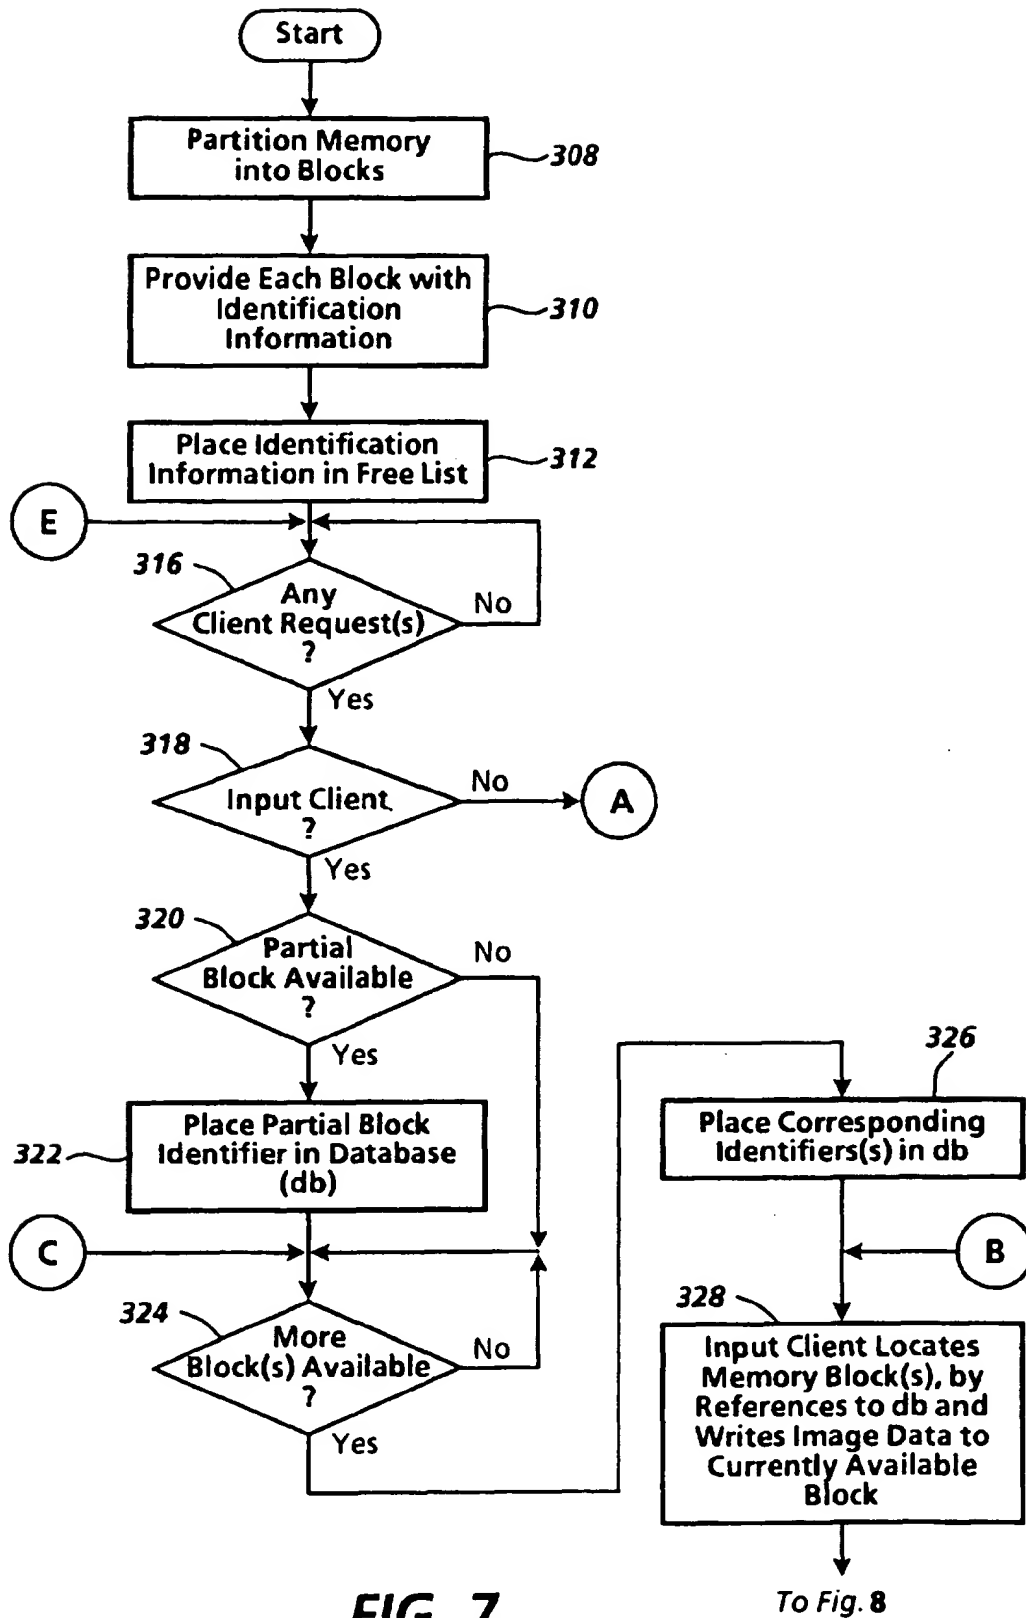 Start
Partition Memory
into Blocks
308
Provide Each Block with
Identification
Information
310
Place Identification
Information in Free List
312
E
316
Any
Client Request(s)
?
No
Yes
318
Input Client
?
No
A
Yes
320
Partial
Block Available
?
No
Yes
322
Place Partial Block
Identifier in Database
(db)
C
324
More
Block(s) Available
?
No
Yes
326
Place Corresponding
Identifiers(s) in db
B
328
Input Client Locates
Memory Block(s), by
References to db and
Writes Image Data to
Currently Available
Block
To Fig. 8
FIG. 7